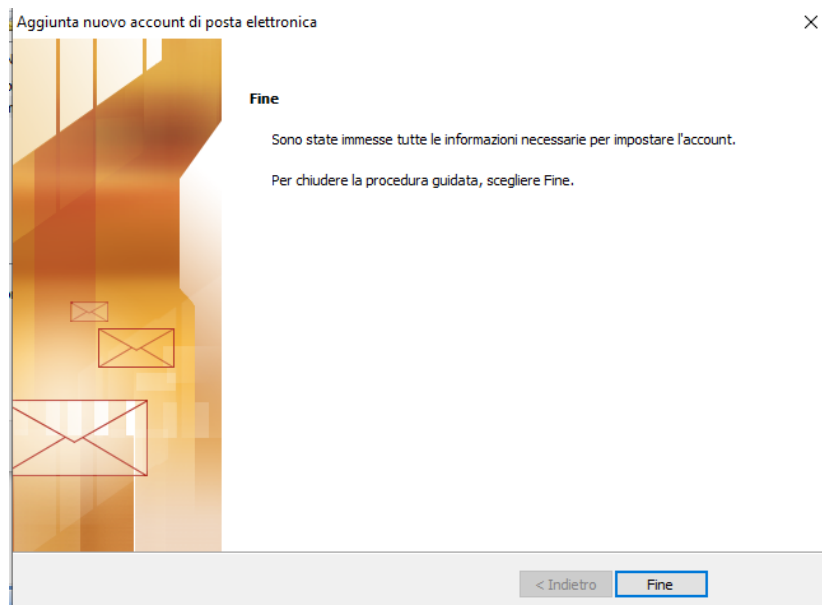 Aggiunta nuovo account di posta elettronica
Fine
Sono state immesse tutte le informazioni necessarie per impostare l'account.
Per chiudere la procedura guidata, scegliere Fine.
< Indietro
Fine